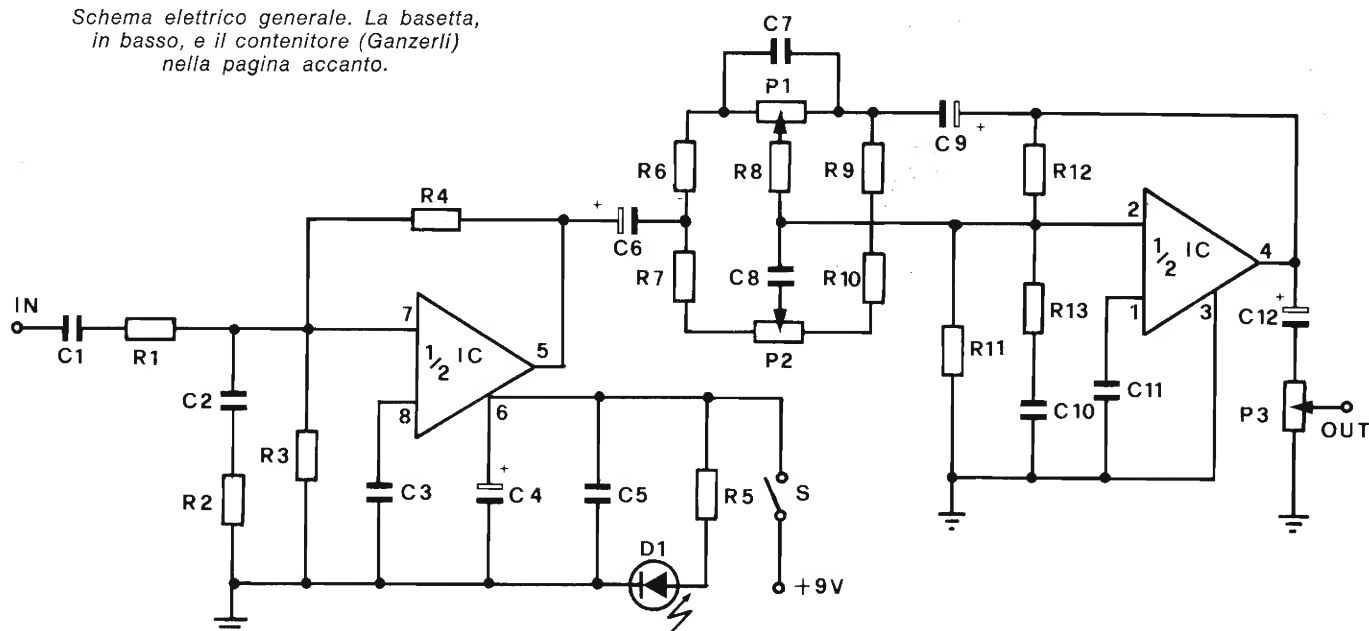 Schema elettrico generale. La basetta,
in basso, e il contenitore (Ganzerli)
nella pagina accanto.
C7
P1
+
C9
R6
R8
R9
R12
R4
+
C6
2
1/2 IC
4
R7
C8
R10
1
3
+
C12
IN
C1
R1
7
1/2 IC
5
P2
R11
R13
C11
C10
P3
OUT
C2
8
6
R3
+
R2
C3
C4
C5
R5
S
D1
+9V